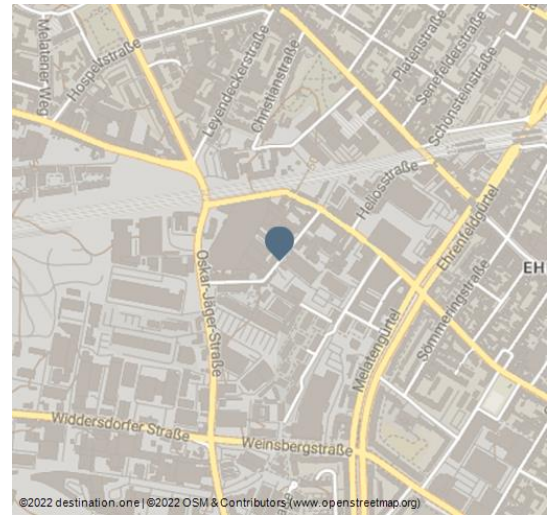 Melatener Weg
Hospeltstraße
Leyendeckerstraße
Christianstraße
Platenstraße
Senefelderstraße
Schönsteinstraße
Heliosstraße
Ehrenfeldgürtel
EH
Oskar-Jäger-Straße
Melatengürtel
Sömmeringstraße
Widdersdorfer Straße
Weinsbergstraße
©2022 destination.one | ©2022 OSM & Contributors (www.openstreetmap.org)